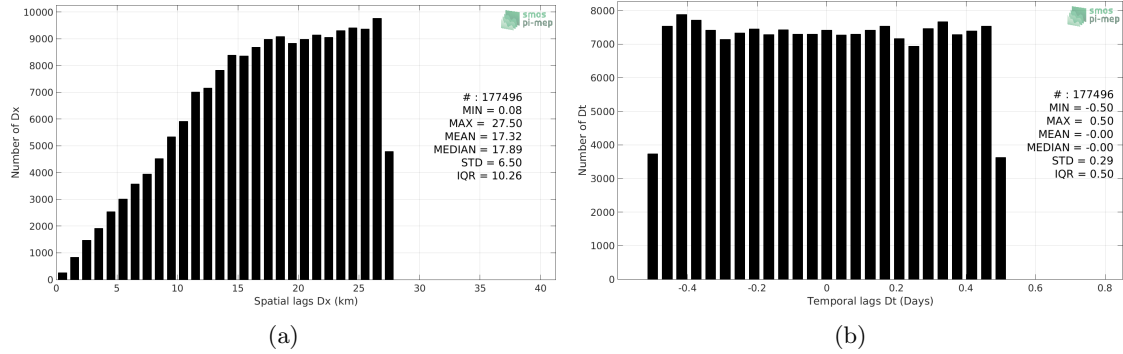 10000
9000
8000
7000
6000
5000
4000
3000
2000
1000
0
Number of Dx
0 5 10 15 20 25 30 35 40
Spatial lags Dx (km)
smos
pi-mep
# : 177496
MIN = 0.08
MAX = 27.50
MEAN = 17.32
MEDIAN = 17.89
STD = 6.50
IQR = 10.26
(a)
8000
7000
6000
5000
4000
3000
2000
1000
0
Number of Dt
-0.4 -0.2 0 0.2 0.4 0.6 0.8
Temporal lags Dt (Days)
smos
pi-mep
# : 177496
MIN = -0.50
MAX = 0.50
MEAN = -0.00
MEDIAN = -0.00
STD = 0.29
IQR = 0.50
(b)